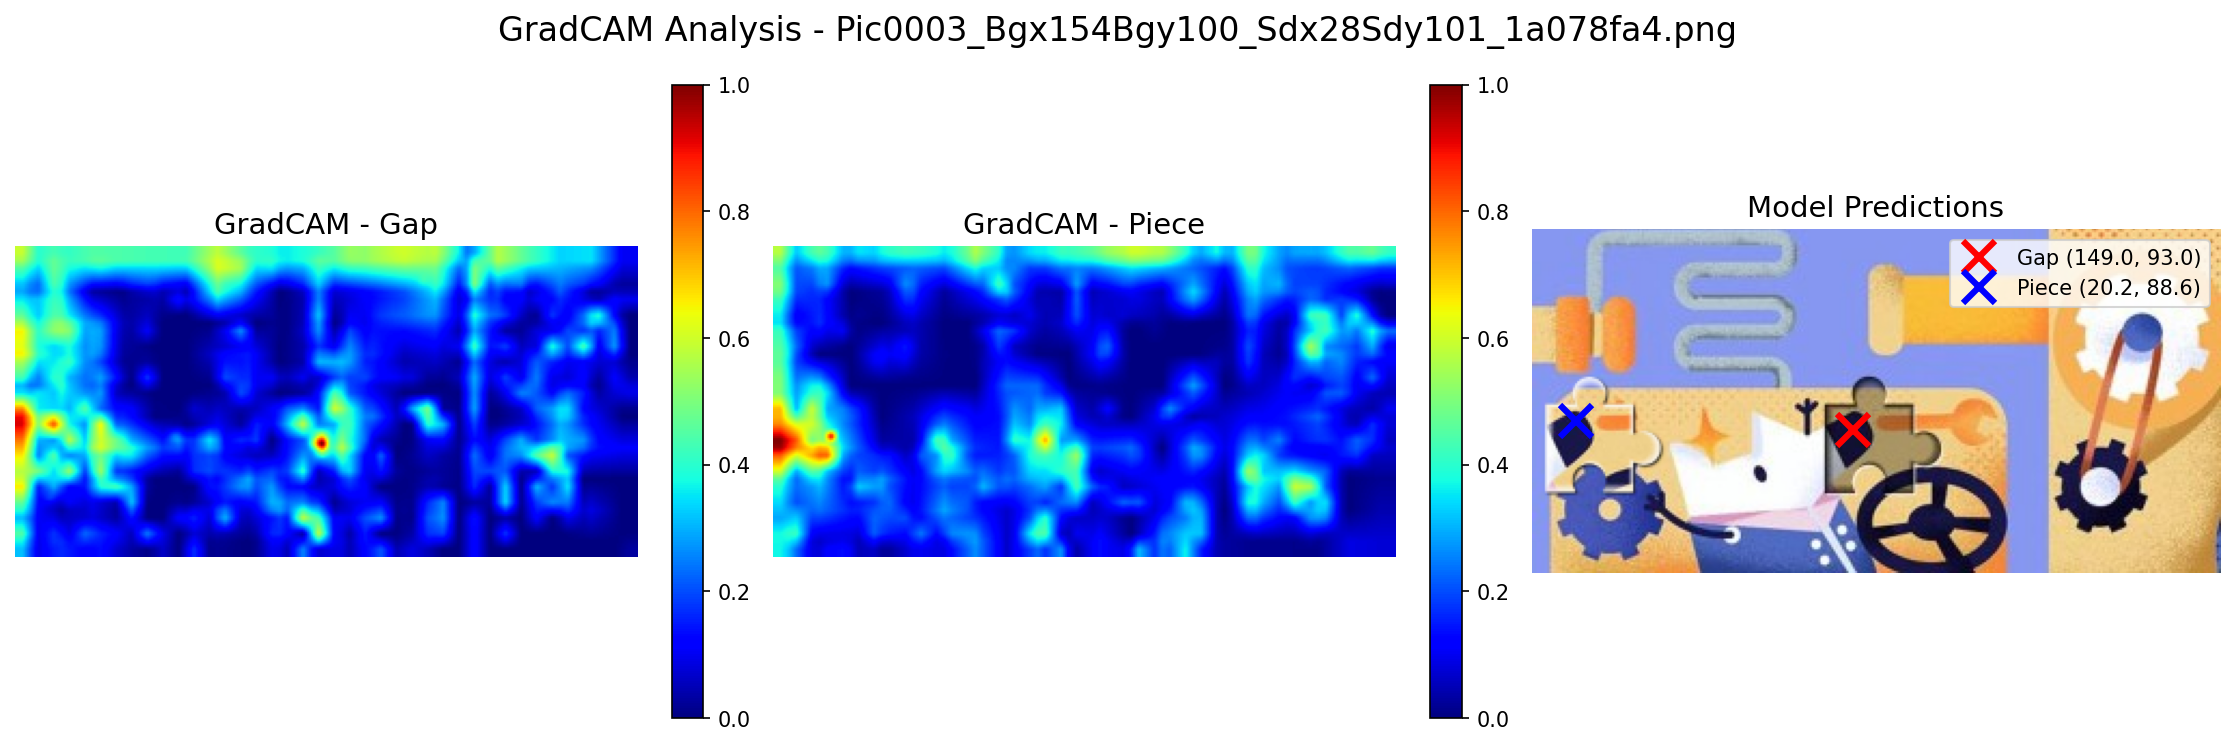 GradCAM Analysis - Pic0003_Bgx154Bgy100_Sdx28Sdy101_1a078fa4.png
GradCAM - Gap
1.0
0.8
0.6
0.4
0.2
0.0
GradCAM - Piece
1.0
0.8
0.6
0.4
0.2
0.0
Model Predictions
Gap (149.0, 93.0)
Piece (20.2, 88.6)